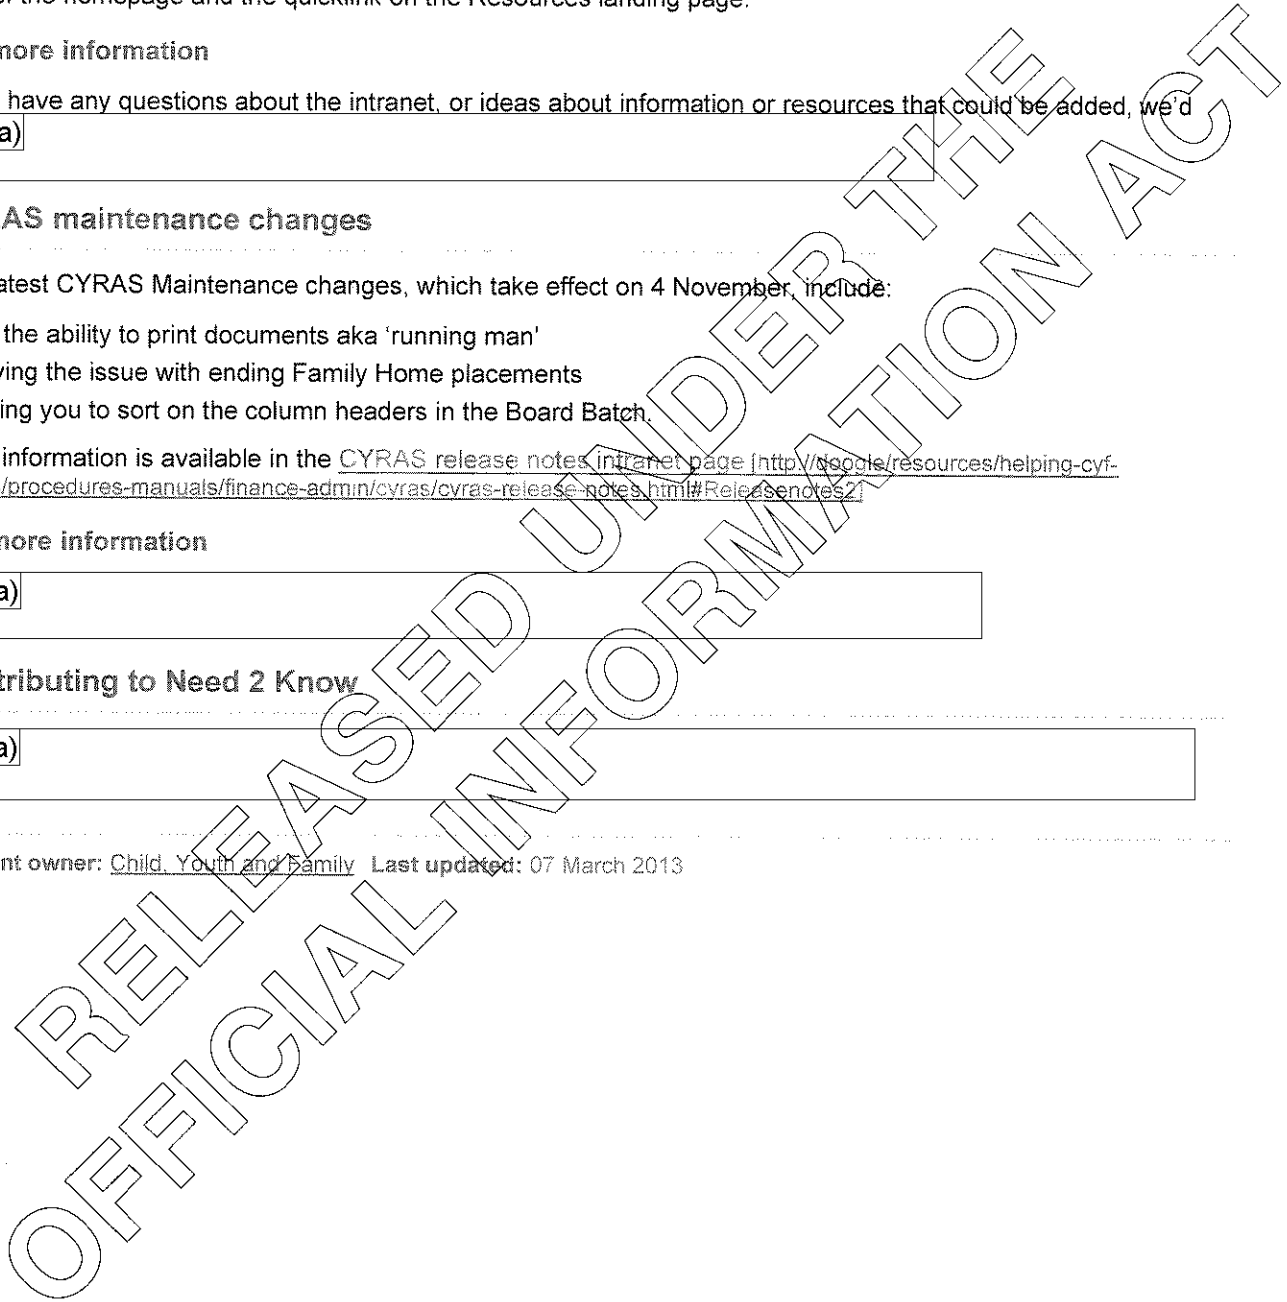 the homepage and the quicklink on the Resources landing page.
more information
have any questions about the intranet, or ideas about information or resources that could be added, we'd
a)
AS maintenance changes
atest CYRAS Maintenance changes, which take effect on 4 November, include:
the ability to print documents aka 'running man'
ving the issue with ending Family Home placements
ing you to sort on the column headers in the Board Batch.
information is available in the CYRAS release notes intranet page [http://doogle/resources/helping-cyf-
/procedures-manuals/finance-admin/cyras/cyras-release-notes.html#Releasenotes2]
more information
a)
tributing to Need 2 Know
a)
nt owner: Child, Youth and Family Last updated: 07 March 2013
RELEASED UNDER THE
OFFICIAL INFORMATION ACT